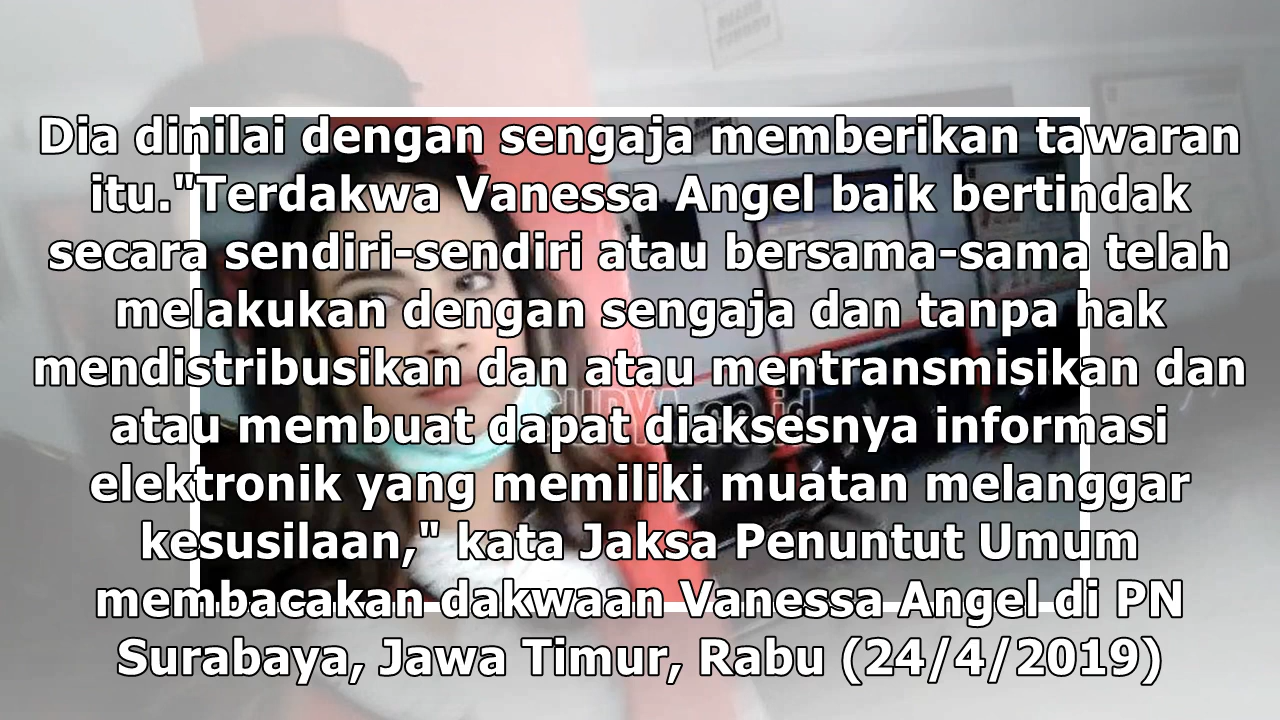 Dia dinilai dengan sengaja memberikan tawaran
itu."Terdakwa Vanessa Angel baik bertindak
secara sendiri-sendiri atau bersama-sama telah
melakukan dengan sengaja dan tanpa hak
mendistribusikan dan atau mentransmisikan dan
atau membuat dapat diaksesnya informasi
elektronik yang memiliki muatan melanggar
kesusilaan," kata Jaksa Penuntut Umum
membacakan dakwaan Vanessa Angel di PN
Surabaya, Jawa Timur, Rabu (24/4/2019)
SURYA.co.id